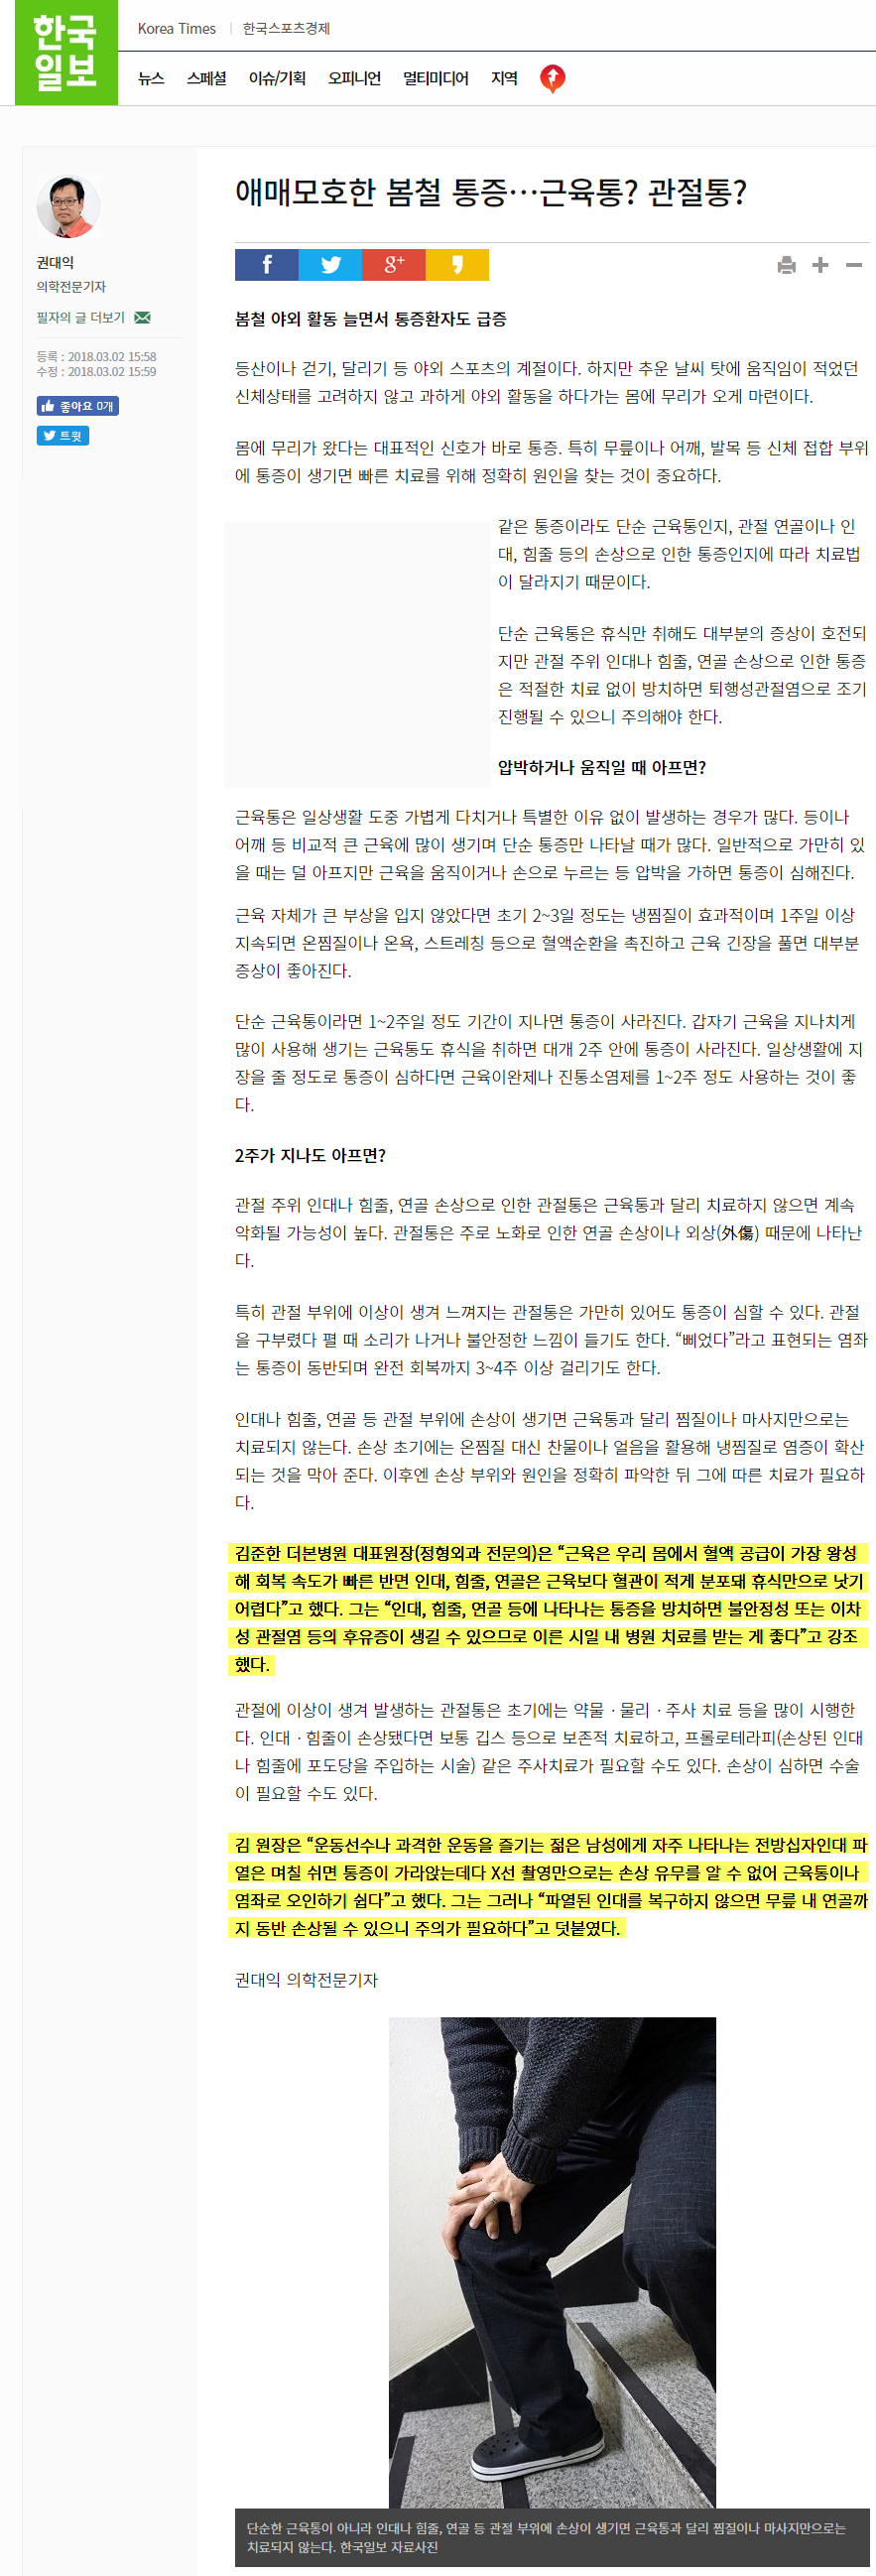 한국
일보
Korea Times
한국스포츠경제
뉴스 스페셜 이슈/기획 오피니언 멀티미디어 지역
애매모호한 봄철 통증…근육통? 관절통?
권대익
의학전문기자
필자의 글 더보기
등록 : 2018.03.02 15:58
수정 : 2018.03.02 15:59
좋아요 0개
트윗
f
g+
봄철 야외 활동 늘면서 통증환자도 급증
등산이나 걷기, 달리기 등 야외 스포츠의 계절이다. 하지만 추운 날씨 탓에 움직임이 적었던
신체상태를 고려하지 않고 과하게 야외 활동을 하다가는 몸에 무리가 오게 마련이다.
몸에 무리가 왔다는 대표적인 신호가 바로 통증. 특히 무릎이나 어깨, 발목 등 신체 접합 부위
에 통증이 생기면 빠른 치료를 위해 정확히 원인을 찾는 것이 중요하다.
같은 통증이라도 단순 근육통인지, 관절 연골이나 인
대, 힘줄 등의 손상으로 인한 통증인지에 따라 치료법
이 달라지기 때문이다.
단순 근육통은 휴식만 취해도 대부분의 증상이 호전되
지만 관절 주위 인대나 힘줄, 연골 손상으로 인한 통증
은 적절한 치료 없이 방치하면 퇴행성관절염으로 조기
진행될 수 있으니 주의해야 한다.
압박하거나 움직일 때 아프면?
근육통은 일상생활 도중 가볍게 다치거나 특별한 이유 없이 발생하는 경우가 많다. 등이나
어깨 등 비교적 큰 근육에 많이 생기며 단순 통증만 나타날 때가 많다. 일반적으로 가만히 있
을 때는 덜 아프지만 근육을 움직이거나 손으로 누르는 등 압박을 가하면 통증이 심해진다.
근육 자체가 큰 부상을 입지 않았다면 초기 2~3일 정도는 냉찜질이 효과적이며 1주일 이상
지속되면 온찜질이나 온욕, 스트레칭 등으로 혈액순환을 촉진하고 근육 긴장을 풀면 대부분
증상이 좋아진다.
단순 근육통이라면 1~2주일 정도 기간이 지나면 통증이 사라진다. 갑자기 근육을 지나치게
많이 사용해 생기는 근육통도 휴식을 취하면 대개 2주 안에 통증이 사라진다. 일상생활에 지
장을 줄 정도로 통증이 심하다면 근육이완제나 진통소염제를 1~2주 정도 사용하는 것이 좋
다.
2주가 지나도 아프면?
관절 주위 인대나 힘줄, 연골 손상으로 인한 관절통은 근육통과 달리 치료하지 않으면 계속
악화될 가능성이 높다. 관절통은 주로 노화로 인한 연골 손상이나 외상(外傷) 때문에 나타난
다.
특히 관절 부위에 이상이 생겨 느껴지는 관절통은 가만히 있어도 통증이 심할 수 있다. 관절
을 구부렸다 펼 때 소리가 나거나 불안정한 느낌이 들기도 한다. “삐었다”라고 표현되는 염좌
는 통증이 동반되며 완전 회복까지 3~4주 이상 걸리기도 한다.
인대나 힘줄, 연골 등 관절 부위에 손상이 생기면 근육통과 달리 찜질이나 마사지만으로는
치료되지 않는다. 손상 초기에는 온찜질 대신 찬물이나 얼음을 활용해 냉찜질로 염증이 확산
되는 것을 막아 준다. 이후엔 손상 부위와 원인을 정확히 파악한 뒤 그에 따른 치료가 필요하
다.
김준한 더본병원 대표원장(정형외과 전문의)은 “근육은 우리 몸에서 혈액 공급이 가장 왕성
해 회복 속도가 빠른 반면 인대, 힘줄, 연골은 근육보다 혈관이 적게 분포돼 휴식만으로 낫기
어렵다”고 했다. 그는 “인대, 힘줄, 연골 등에 나타나는 통증을 방치하면 불안정성 또는 이차
성 관절염 등의 후유증이 생길 수 있으므로 이른 시일 내 병원 치료를 받는 게 좋다”고 강조
했다.
관절에 이상이 생겨 발생하는 관절통은 초기에는 약물ㆍ물리ㆍ주사 치료 등을 많이 시행한
다. 인대ㆍ힘줄이 손상됐다면 보통 깁스 등으로 보존적 치료하고, 프롤로테라피(손상된 인대
나 힘줄에 포도당을 주입하는 시술) 같은 주사치료가 필요할 수도 있다. 손상이 심하면 수술
이 필요할 수도 있다.
김 원장은 “운동선수나 과격한 운동을 즐기는 젊은 남성에게 자주 나타나는 전방십자인대 파
열은 며칠 쉬면 통증이 가라앉는데다 X선 촬영만으로는 손상 유무를 알 수 없어 근육통이나
염좌로 오인하기 쉽다”고 했다. 그는 그러나 “파열된 인대를 복구하지 않으면 무릎 내 연골까
지 동반 손상될 수 있으니 주의가 필요하다”고 덧붙였다.
권대익 의학전문기자
단순한 근육통이 아니라 인대나 힘줄, 연골 등 관절 부위에 손상이 생기면 근육통과 달리 찜질이나 마사지만으로는
치료되지 않는다. 한국일보 자료사진